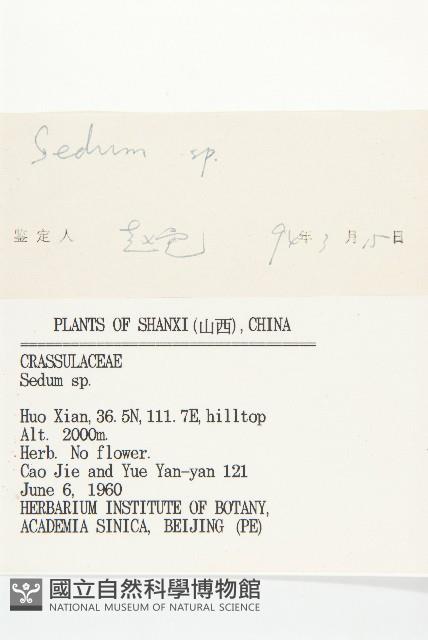 Sedum sp.
鉴定人 94年3月15日
PLANTS OF SHANXI(山西), CHINA
CRASSULACEAE
Sedum sp.
Huo Xian, 36.5N, 111.7E, hilltop
Alt. 2000m.
Herb. No flower.
Cao Jie and Yue Yan-yan 121
June 6, 1960
HERBARIUM INSTITUTE OF BOTANY,
ACADEMIA SINICA, BEIJING (PE)
國立自然科學博物館
NATIONAL MUSEUM OF NATURAL SCIENCE